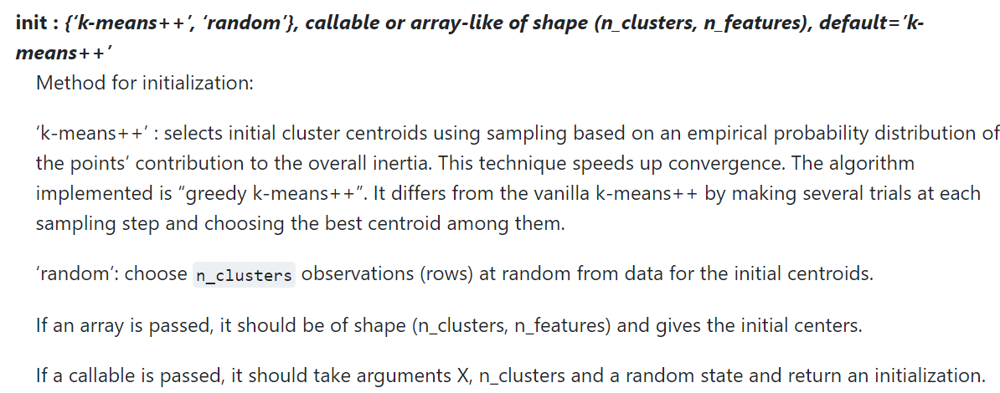 init : {‘k-means++’, ‘random’}, callable or array-like of shape (n_clusters, n_features), default=’k-
means++’
Method for initialization:
‘k-means++’ : selects initial cluster centroids using sampling based on an empirical probability distribution of
the points’ contribution to the overall inertia. This technique speeds up convergence. The algorithm
implemented is “greedy k-means++”. It differs from the vanilla k-means++ by making several trials at each
sampling step and choosing the best centroid among them.
‘random’: choose n_clusters observations (rows) at random from data for the initial centroids.
If an array is passed, it should be of shape (n_clusters, n_features) and gives the initial centers.
If a callable is passed, it should take arguments X, n_clusters and a random state and return an initialization.